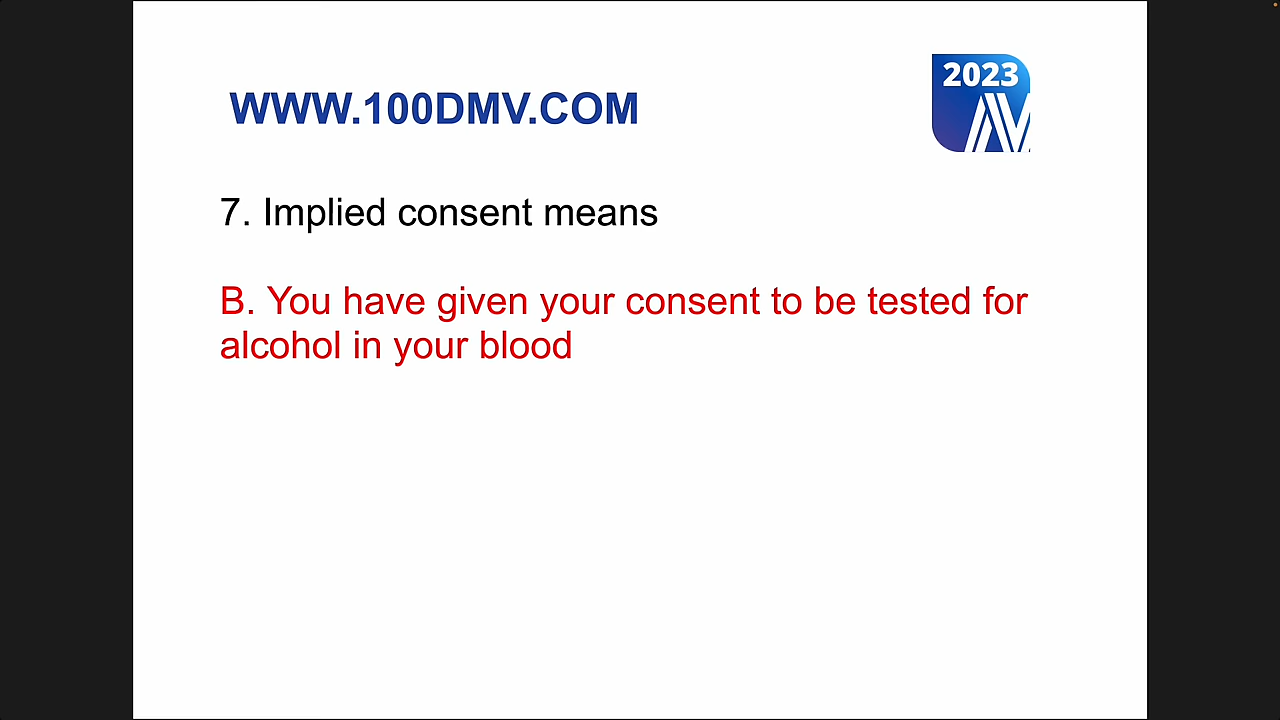 WWW.100DMV.COM
2023
7. Implied consent means
B. You have given your consent to be tested for
alcohol in your blood